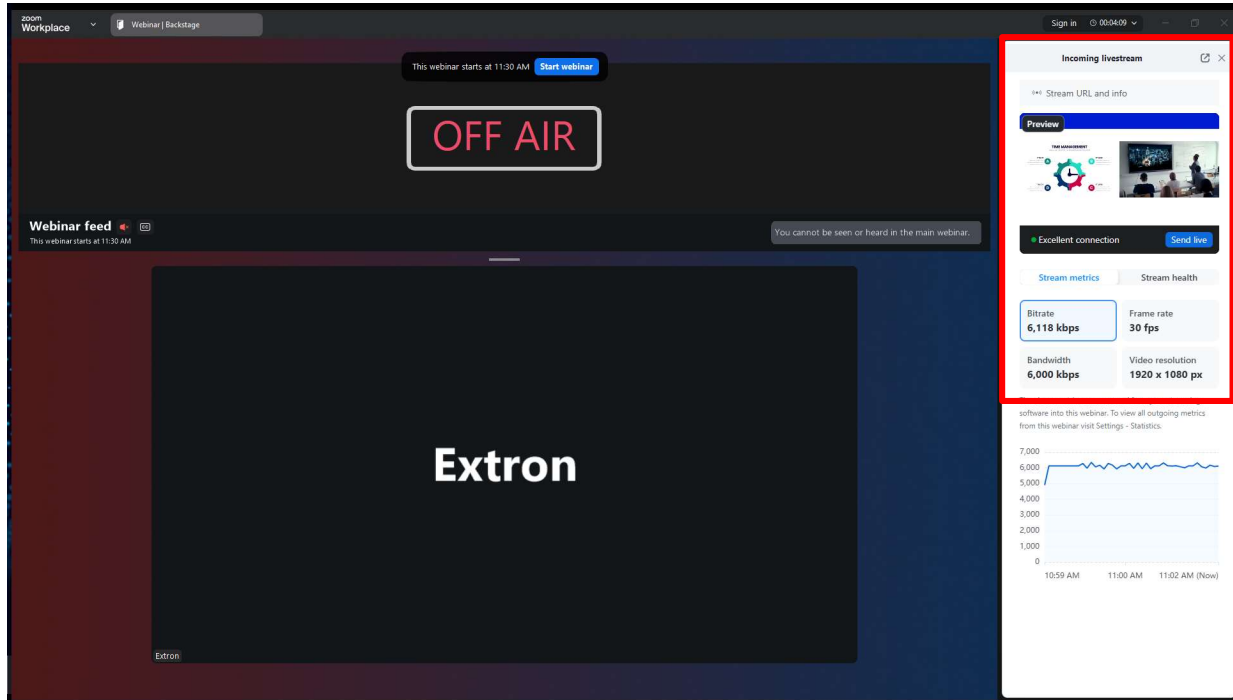 zoom
Workplace
Webinar | Backstage
Sign in
00:04:09
This webinar starts at 11:30 AM
Start webinar
OFF AIR
Webinar feed
CC
This webinar starts at 11:30 AM
You cannot be seen or heard in the main webinar.
Extron
Extron
Incoming livestream
Stream URL and info
Preview
TIME MANAGEMENT
Excellent connection
Send live
Stream metrics
Stream health
Bitrate
6,118 kbps
Frame rate
30 fps
Bandwidth
6,000 kbps
Video resolution
1920 x 1080 px
software into this webinar. To view all outgoing metrics
from this webinar visit Settings - Statistics.
7,000
6,000
5,000
4,000
3,000
2,000
1,000
0
10:59 AM
11:00 AM
11:02 AM (Now)